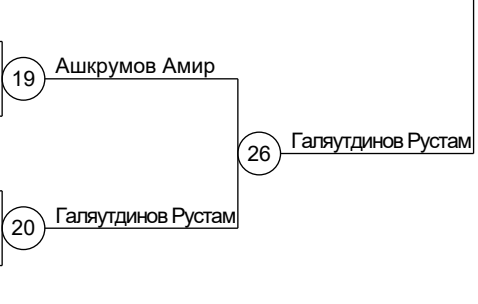 19 Ашкрумов Амир
26 Галяутдинов Рустам
20 Галяутдинов Рустам